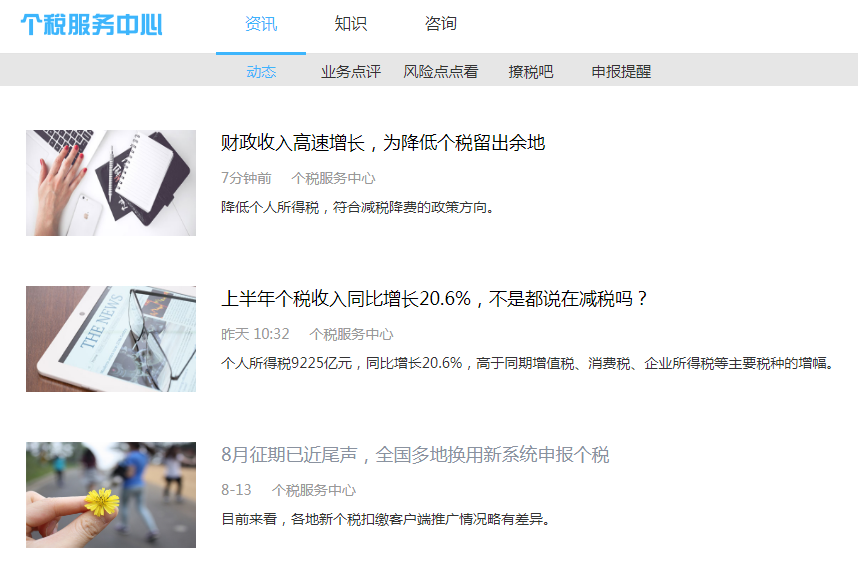 个税服务中心
资讯 知识 咨询
动态 业务点评 风险点点看 撩税吧 申报提醒
财政收入高速增长，为降低个税留出余地
7分钟前 个税服务中心
降低个人所得税，符合减税降费的政策方向。
THE NEWS
上半年个税收入同比增长20.6%，不是都说在减税吗？
昨天 10:32 个税服务中心
个人所得税9225亿元，同比增长20.6%，高于同期增值税、消费税、企业所得税等主要税种的增幅。
8月征期已近尾声，全国多地换用新系统申报个税
8-13 个税服务中心
目前来看，各地新个税扣缴客户端推广情况略有差异。